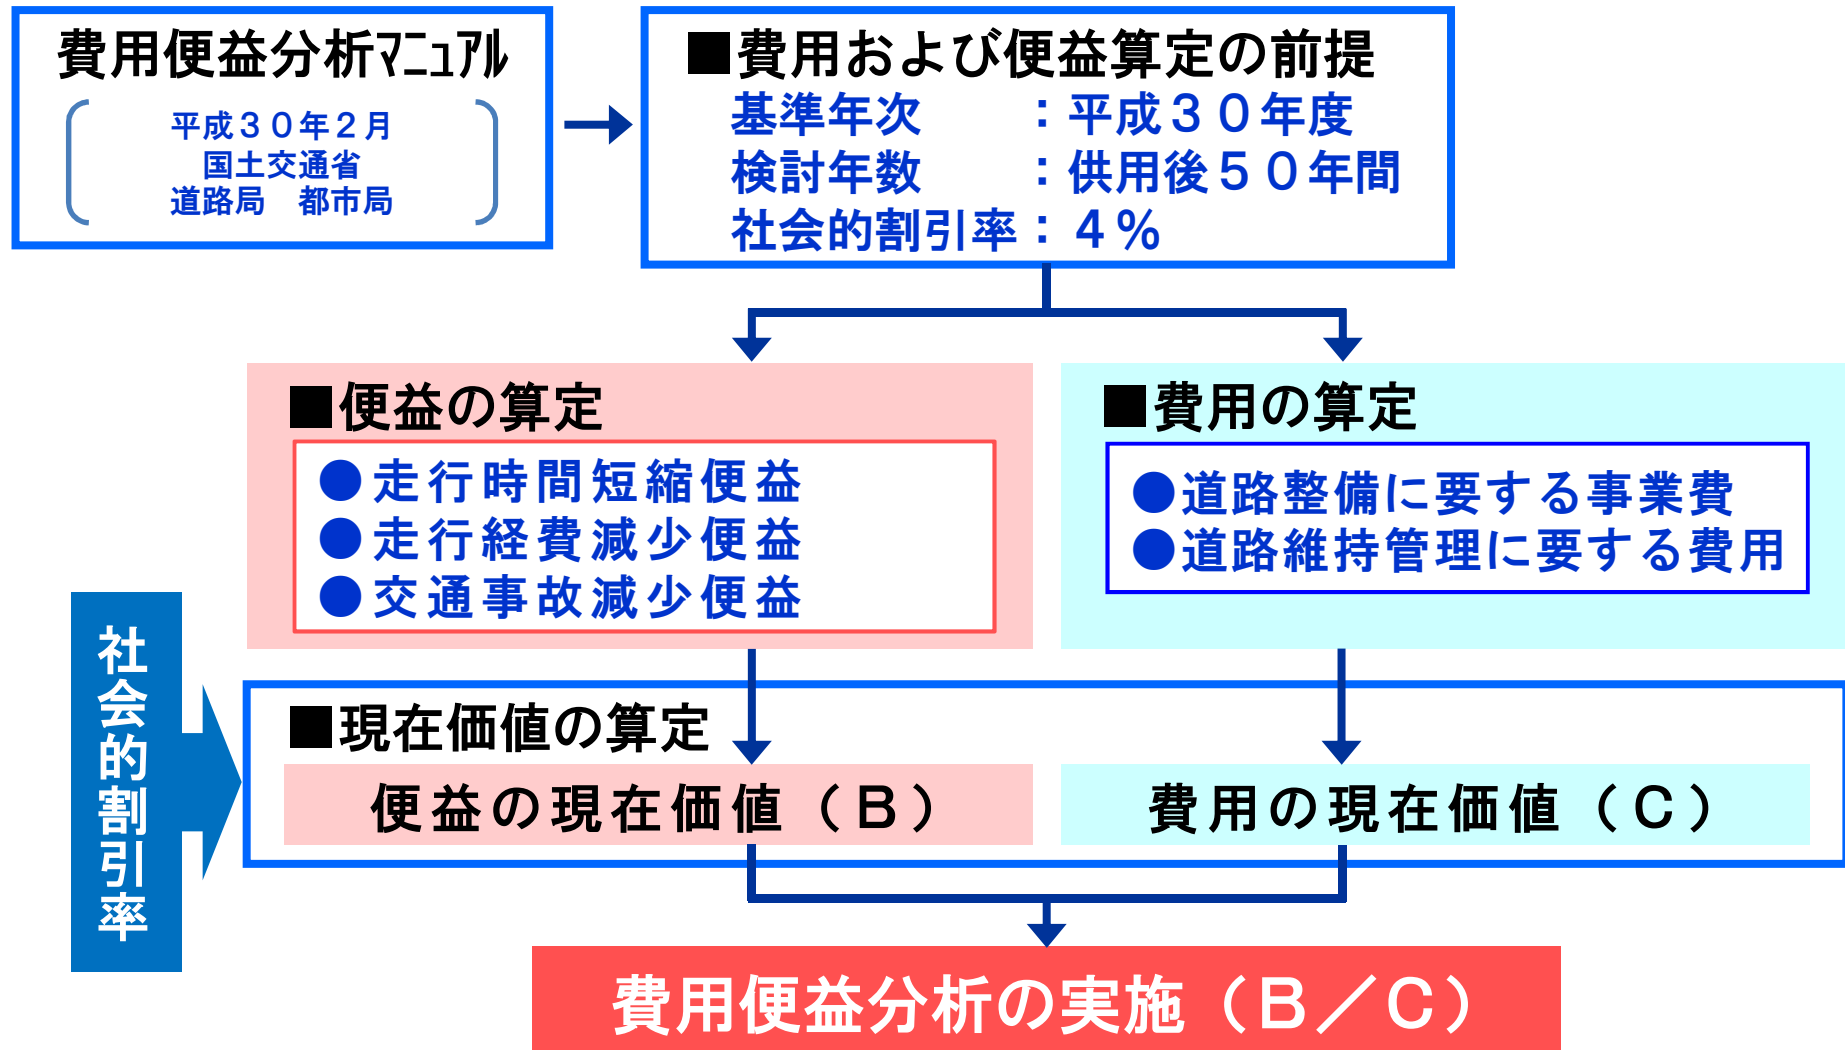 費用便益分析ﾏﾆｭｱﾙ
平成３０年２月
国土交通省
道路局　都市局
■費用および便益算定の前提
基準年次　　：平成３０年度
検討年数　　：供用後５０年間
社会的割引率：４％
■便益の算定
●走行時間短縮便益
●走行経費減少便益
●交通事故減少便益
■費用の算定
●道路整備に要する事業費
●道路維持管理に要する費用
社会的割引率
■現在価値の算定
便益の現在価値（Ｂ）
費用の現在価値（Ｃ）
費用便益分析の実施（Ｂ／Ｃ）